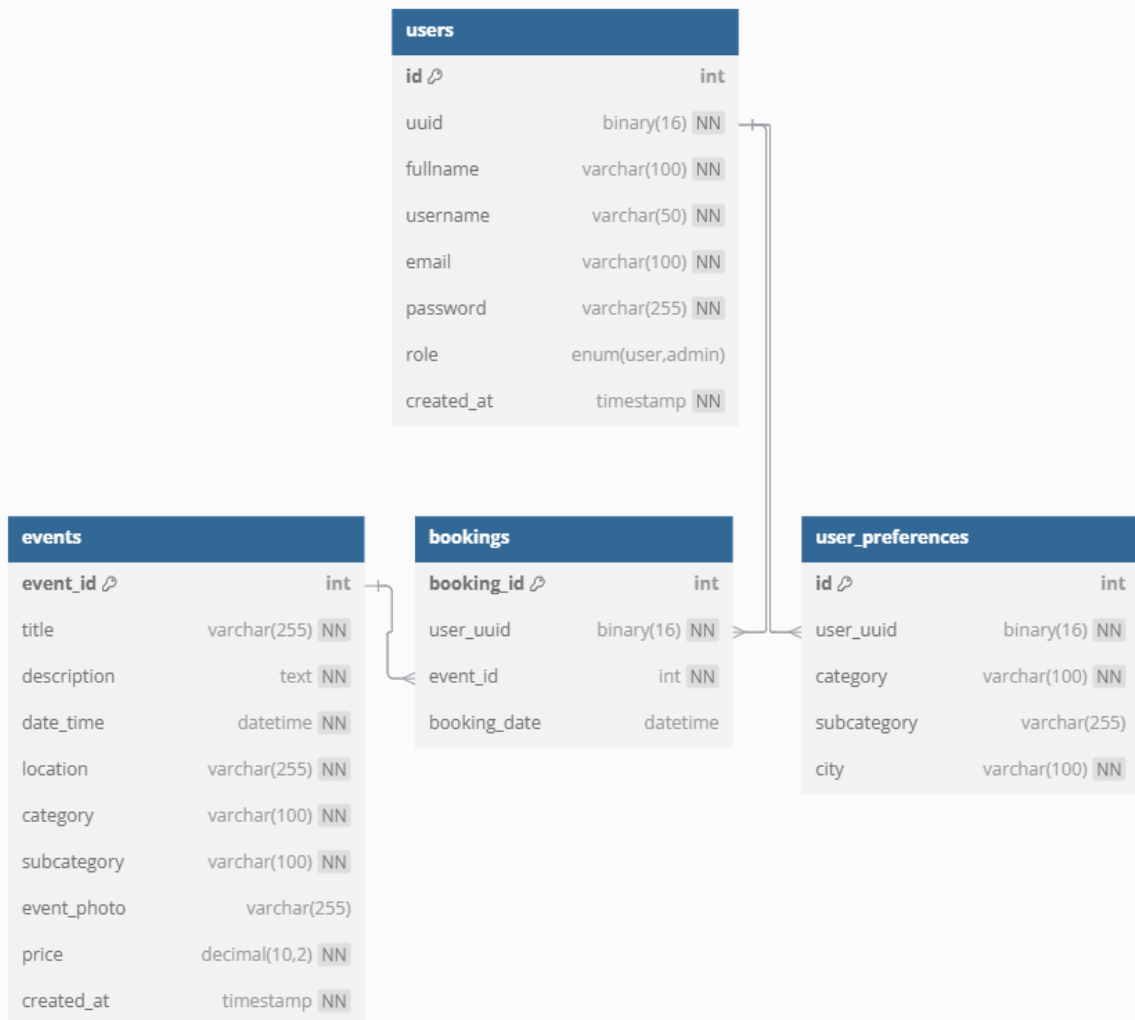 users
id int
uuid binary(16) NN
fullname varchar(100) NN
username varchar(50) NN
email varchar(100) NN
password varchar(255) NN
role enum(user,admin)
created_at timestamp NN
events
event_id int
title varchar(255) NN
description text NN
date_time datetime NN
location varchar(255) NN
category varchar(100) NN
subcategory varchar(100) NN
event_photo varchar(255)
price decimal(10,2) NN
created_at timestamp NN
bookings
booking_id int
user_uuid binary(16) NN
event_id int NN
booking_date datetime
user_preferences
id int
user_uuid binary(16) NN
category varchar(100) NN
subcategory varchar(255)
city varchar(100) NN